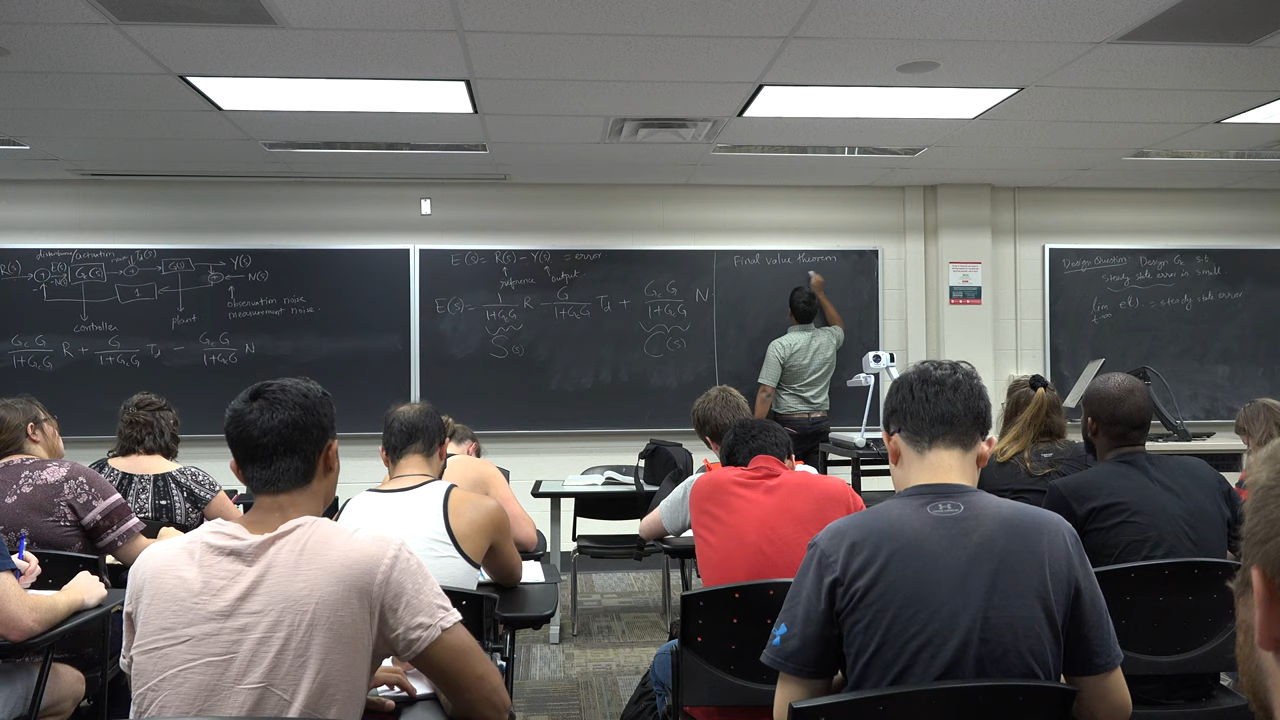 disturbance/actuation noise Td(s)
R(s) E(s) Gc(s) + G(s) Y(s)
-N(s) 1 N(s)
observation noise
measurement noise.
controller plant
GcG/1+GcG R + G/1+GcG Td − GcG/1+GcG N
E(s) = R(s) − Y(s) = error.
reference output.
E(s) = 1/1+GcG R − G/1+GcG Td + GcG/1+GcG N
S(s) C(s)
Final value theorem
Design Question: Design Gc s.t.
steady state error is small.
lim e(t) = steady state error
t→∞